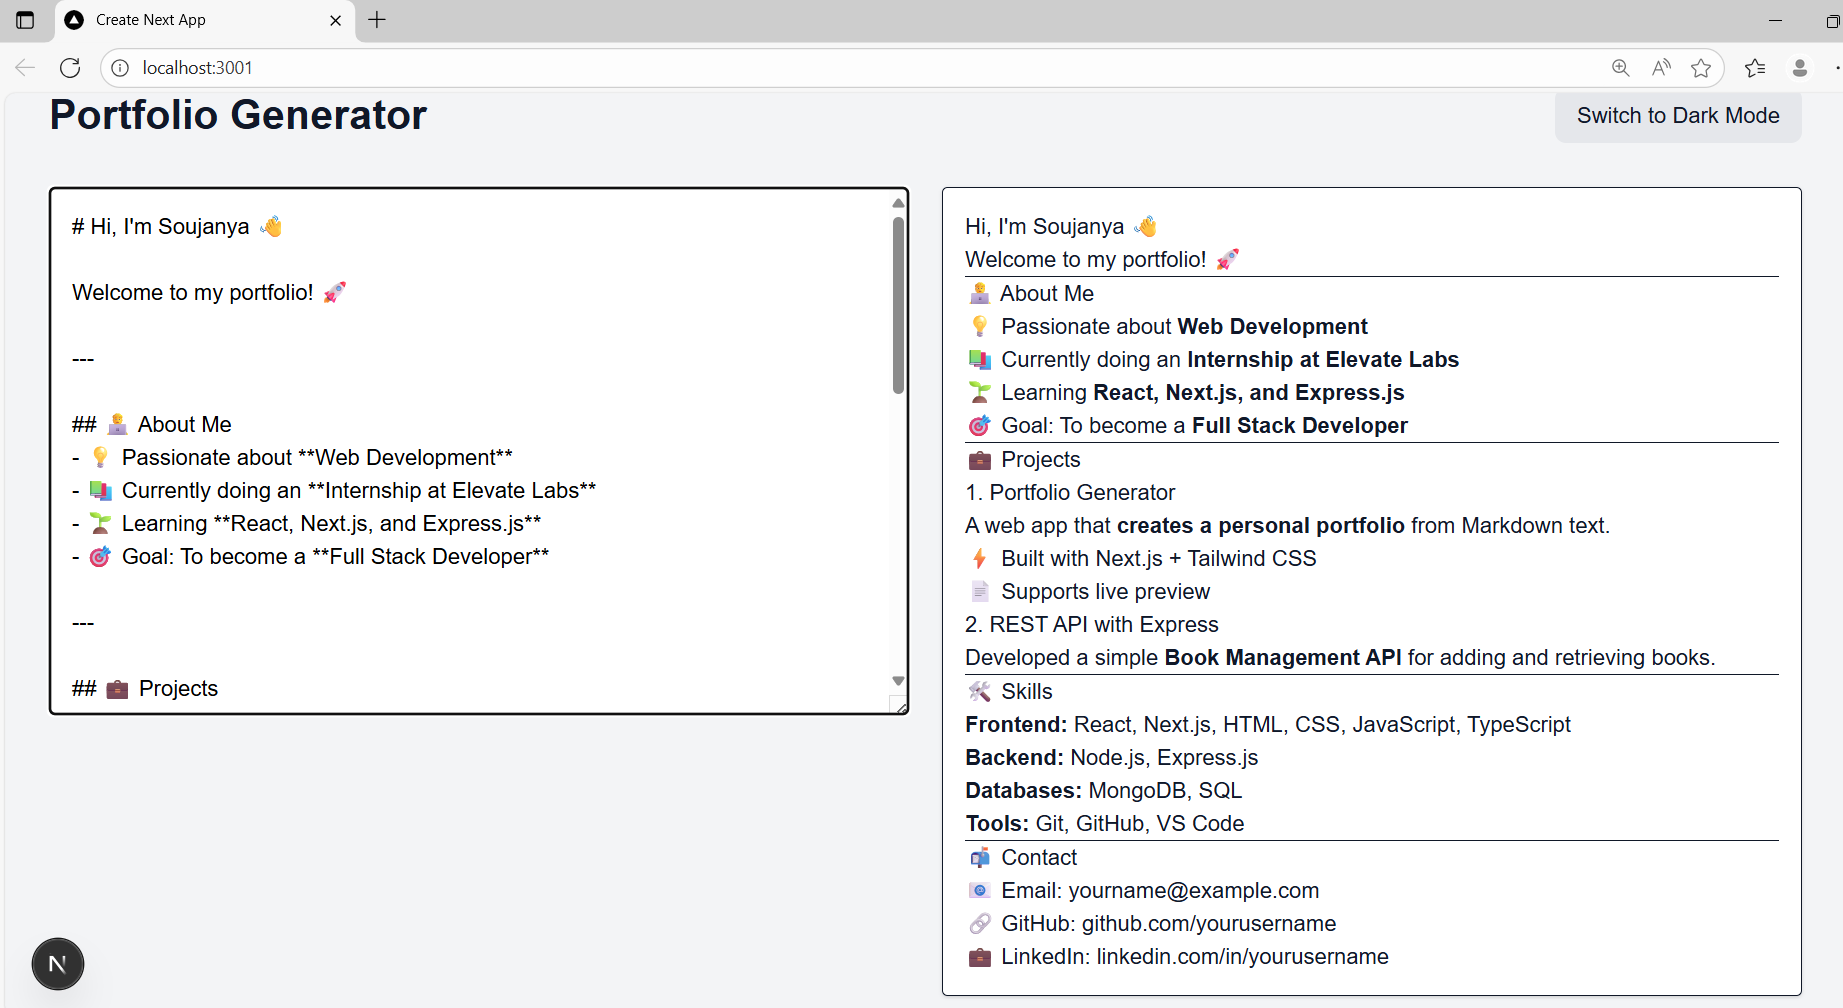 Create Next App
localhost:3001
Portfolio Generator
Switch to Dark Mode
# Hi, I'm Soujanya 👋
Welcome to my portfolio! 🚀
---
## 🧑‍💻 About Me
- 💡 Passionate about **Web Development**
- 📚 Currently doing an **Internship at Elevate Labs**
- 🌱 Learning **React, Next.js, and Express.js**
- 🎯 Goal: To become a **Full Stack Developer**
---
## 💼 Projects
Hi, I'm Soujanya 👋
Welcome to my portfolio! 🚀
🧑‍💻 About Me
💡 Passionate about Web Development
📚 Currently doing an Internship at Elevate Labs
🌱 Learning React, Next.js, and Express.js
🎯 Goal: To become a Full Stack Developer
💼 Projects
1. Portfolio Generator
A web app that creates a personal portfolio from Markdown text.
⚡ Built with Next.js + Tailwind CSS
📄 Supports live preview
2. REST API with Express
Developed a simple Book Management API for adding and retrieving books.
🛠️ Skills
Frontend: React, Next.js, HTML, CSS, JavaScript, TypeScript
Backend: Node.js, Express.js
Databases: MongoDB, SQL
Tools: Git, GitHub, VS Code
📬 Contact
📧 Email: yourname@example.com
🔗 GitHub: github.com/yourusername
💼 LinkedIn: linkedin.com/in/yourusername
N